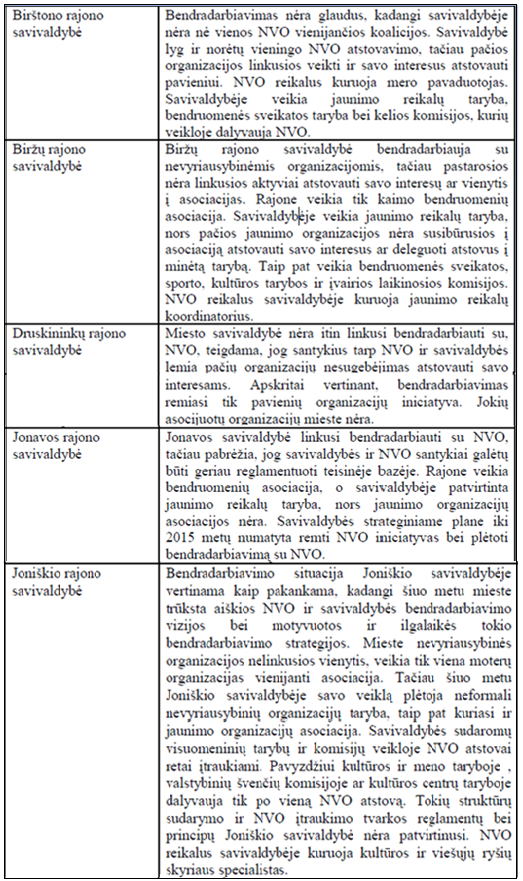 Birštono rajono
savivaldybė
Bendradarbiavimas nėra glaudus, kadangi savivaldybėje
nėra nė vienos NVO vienijančios koalicijos. Savivaldybė
lyg ir norėtų vieningo NVO atstovavimo, tačiau pačios
organizacijos linkusios veikti ir savo interesus atstovauti
pavieniui. NVO reikalus kuruoja mero pavaduotojas.
Savivaldybėje veikia jaunimo reikalų taryba,
bendruomenės sveikatos taryba bei kelios komisijos, kurių
veikloje dalyvauja NVO.
Biržų rajono
savivaldybė
Biržų rajono savivaldybė bendradarbiauja su
nevyriausybinėmis organizacijomis, tačiau pastarosios
nėra linkusios aktyviai atstovauti savo interesų ar vienytis
į asociacijas. Rajone veikia tik kaimo bendruomenių
asociacija. Savivaldybėje veikia jaunimo reikalų taryba,
nors pačios jaunimo organizacijos nėra susibūrusios į
asociaciją atstovauti savo interesus ar deleguoti atstovus į
minėtą tarybą. Taip pat veikia bendruomenės sveikatos,
sporto, kultūros tarybos ir įvairios laikinosios komisijos.
NVO reikalus savivaldybėje kuruoja jaunimo reikalų
koordinatorius.
Druskininkų rajono
savivaldybė
Miesto savivaldybė nėra itin linkusi bendradarbiauti su,
NVO, teigdama, jog santykius tarp NVO ir savivaldybės
lemia pačių organizacijų nesugebėjimas atstovauti savo
interesams. Apskritai vertinant, bendradarbiavimas
remiasi tik pavienių organizacijų iniciatyva. Jokių
asocijuotų organizacijų mieste nėra.
Jonavos rajono
savivaldybė
Jonavos savivaldybė linkusi bendradarbiauti su NVO,
tačiau pabrėžia, jog savivaldybės ir NVO santykiai galėtų
būti geriau reglamentuoti teisinėje bazėje. Rajone veikia
bendruomenių asociacija, o savivaldybėje patvirtinta
jaunimo reikalų taryba, nors jaunimo organizacijų
asociacijos nėra. Savivaldybės strateginiame plane iki
2015 metų numatyta remti NVO iniciatyvas bei plėtoti
bendradarbiavimą su NVO.
Joniškio rajono
savivaldybė
Bendradarbiavimo situacija Joniškio savivaldybėje
vertinama kaip pakankama, kadangi šiuo metu mieste
trūksta aiškios NVO ir savivaldybės bendradarbiavimo
vizijos bei motyvuotos ir ilgalaikės tokio
bendradarbiavimo strategijos. Mieste nevyriausybinės
organizacijos nelinkusios vienytis, veikia tik viena moterų
organizacijas vienijanti asociacija. Tačiau šiuo metu
Joniškio savivaldybėje savo veiklą plėtoja neformali
nevyriausybinių organizacijų taryba, taip pat kuriasi ir
jaunimo organizacijų asociacija. Savivaldybės sudaromų
visuomeninių tarybų ir komisijų veikloje NVO atstovai
retai įtraukiami. Pavyzdžiui kultūros ir meno taryboje ,
valstybinių švenčių komisijoje ar kultūros centrų taryboje
dalyvauja tik po vieną NVO atstovą. Tokių struktūrų
sudarymo ir NVO įtraukimo tvarkos reglamentų bei
principų Joniškio savivaldybė nėra patvirtinusi. NVO
reikalus savivaldybėje kuruoja kultūros ir viešųjų ryšių
skyriaus specialistas.